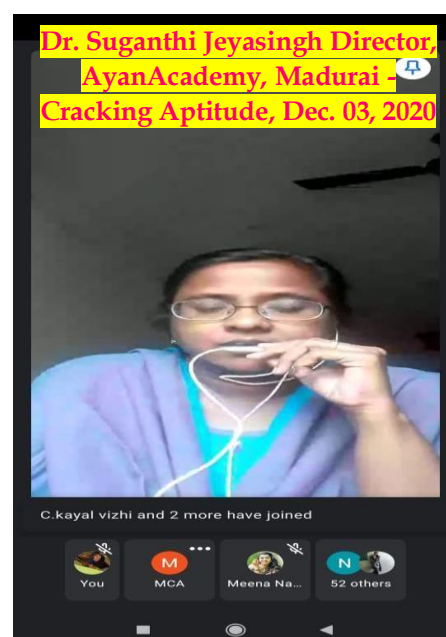 Dr. Suganthi Jeyasingh Director,
AyanAcademy, Madurai -
Cracking Aptitude, Dec. 03, 2020
C.kayal vizhi and 2 more have joined
M
N
You
MCA
Meena Na...
52 others